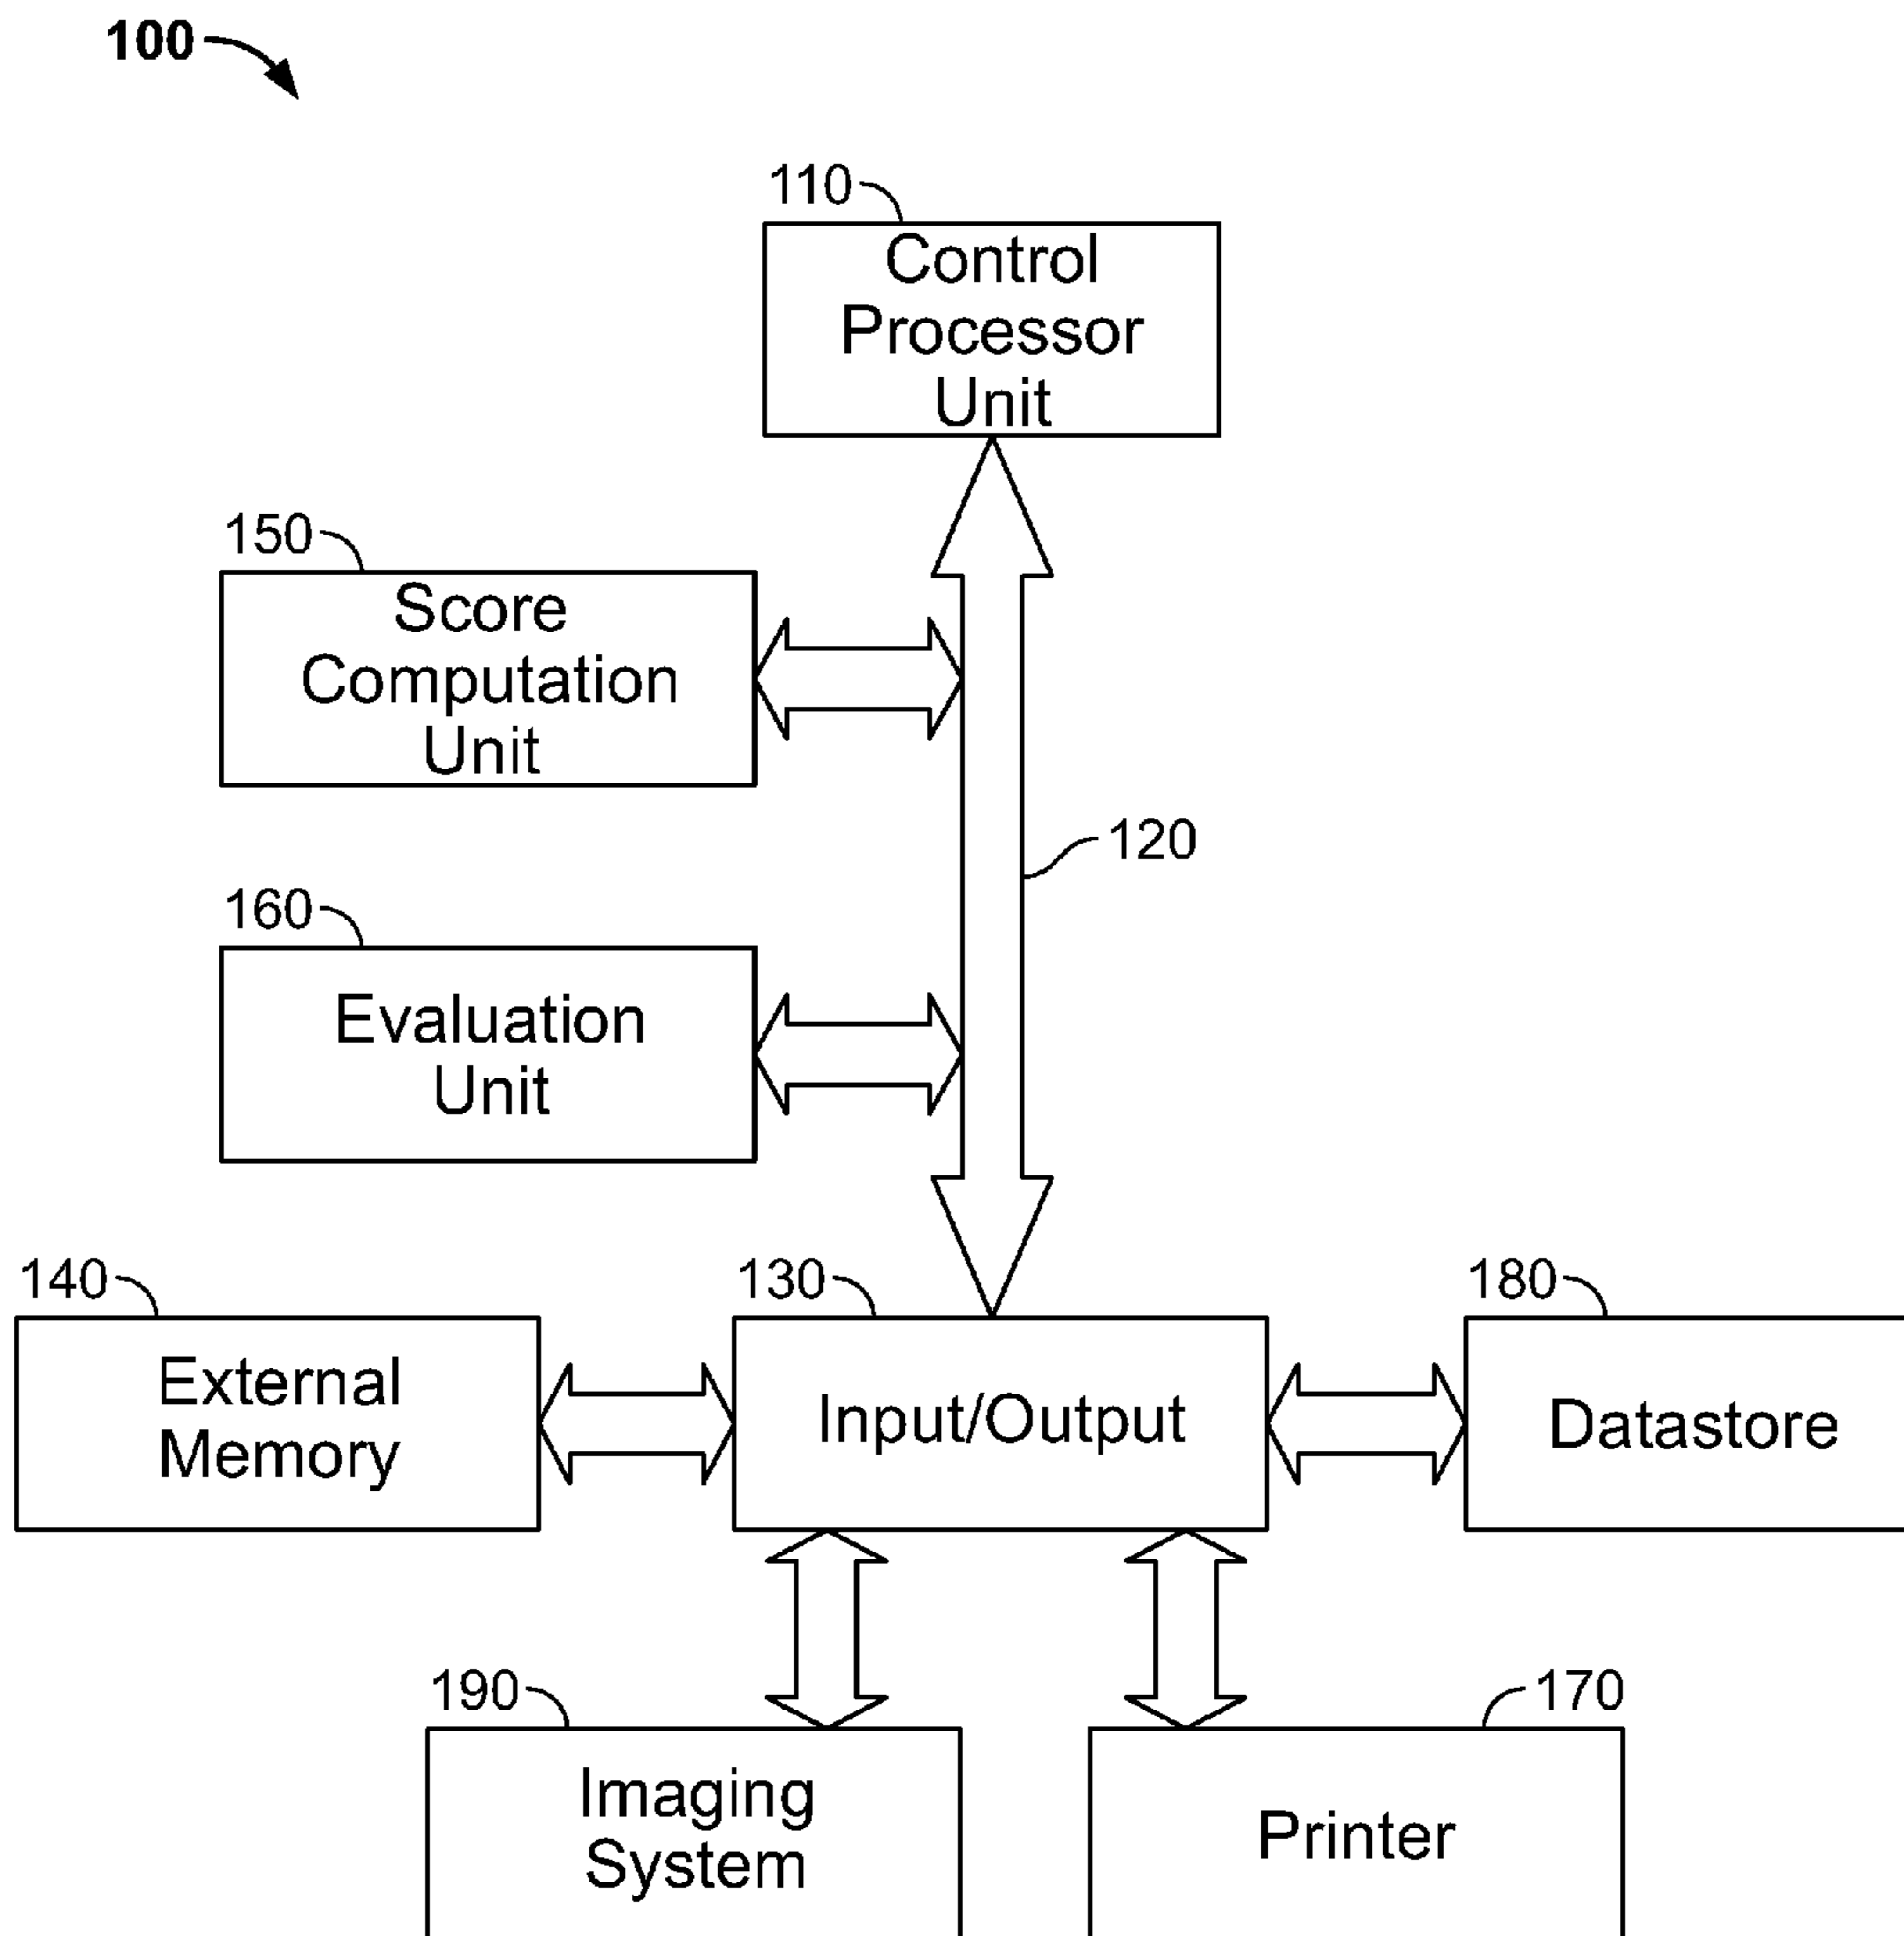 100
110
Control
Processor
Unit
150
Score
Computation
Unit
120
160
Evaluation
Unit
140
External
Memory
130
Input/Output
180
Datastore
190
Imaging
System
170
Printer